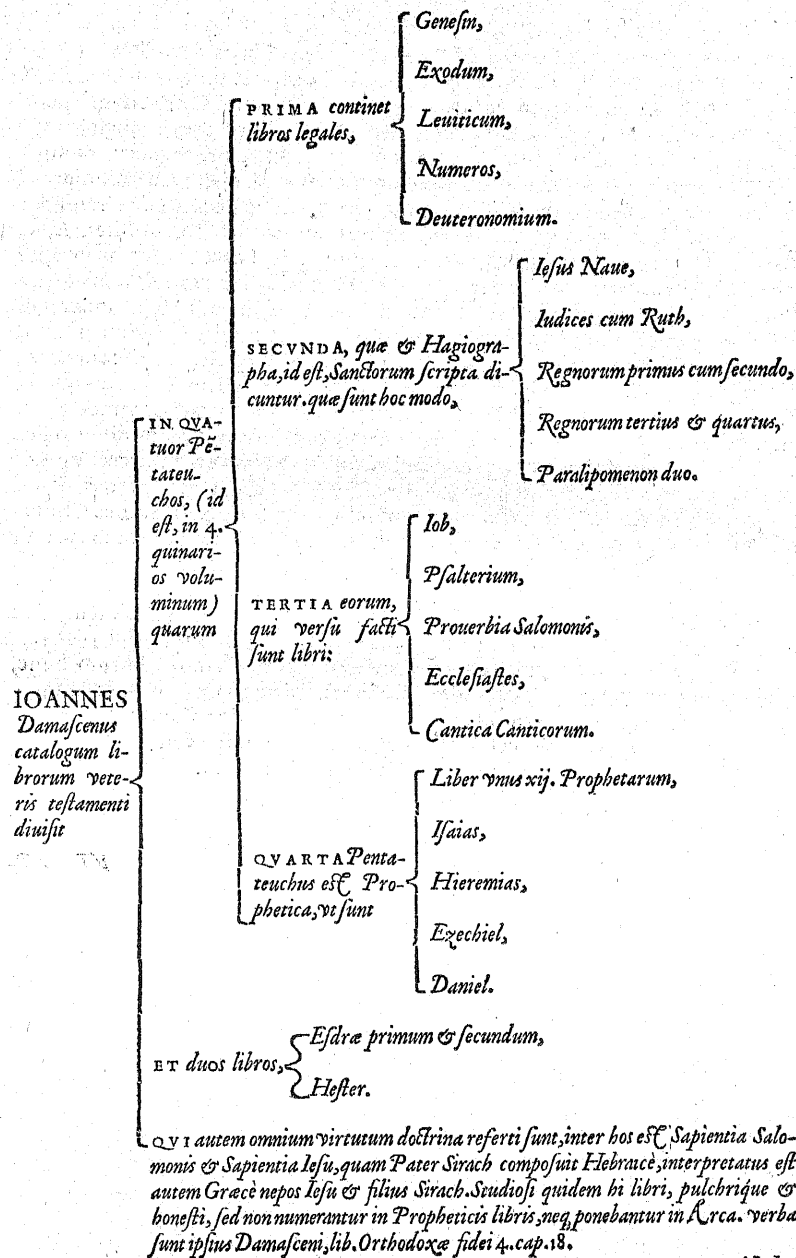 IOANNES
Damaſcenus
catalogum li-
brorum vete-
ris teſtamenti
diuiſit
IN QVA-
tuor Pē-
tateu-
chos, (id
eſt, in 4.
quinari-
os volu-
minum)
quarum
PRIMA continet
libros legales,
Geneſin,
Exodum,
Leuiticum,
Numeros,
Deuteronomium.
SECVNDA, quæ & Hagiogra-
pha, id eſt, Sanctorum ſcripta di-
cuntur. quæ ſunt hoc modo,
Ieſus Naue,
Iudices cum Ruth,
Regnorum primus cum ſecundo,
Regnorum tertius & quartus,
Paralipomenon duo.
TERTIA eorum,
qui verſu facti
ſunt libri:
Iob,
Pſalterium,
Prouerbia Salomonis,
Eccleſiaſtes,
Cantica Canticorum.
QVARTA Penta-
teuchus eſt Pro-
phetica, vt ſunt
Liber vnus xij. Prophetarum,
Iſaias,
Hieremias,
Ezechiel,
Daniel.
ET duos libros,
Eſdræ primum & ſecundum,
Heſter.
QVI autem omnium virtutum doctrina referti ſunt, inter hos eſt Sapientia Salo-
monis & Sapientia Ieſu, quam Pater Sirach compoſuit Hebraicè, interpretatus eſt
autem Græcè nepos Ieſu & filius Sirach. Studioſi quidem hi libri, pulchrique &
honeſti, ſed non numerantur in Propheticis libris, neq, ponebantur in Arca. verba
ſunt ipſius Damaſceni, lib. Orthodoxæ fidei 4. cap. 18.